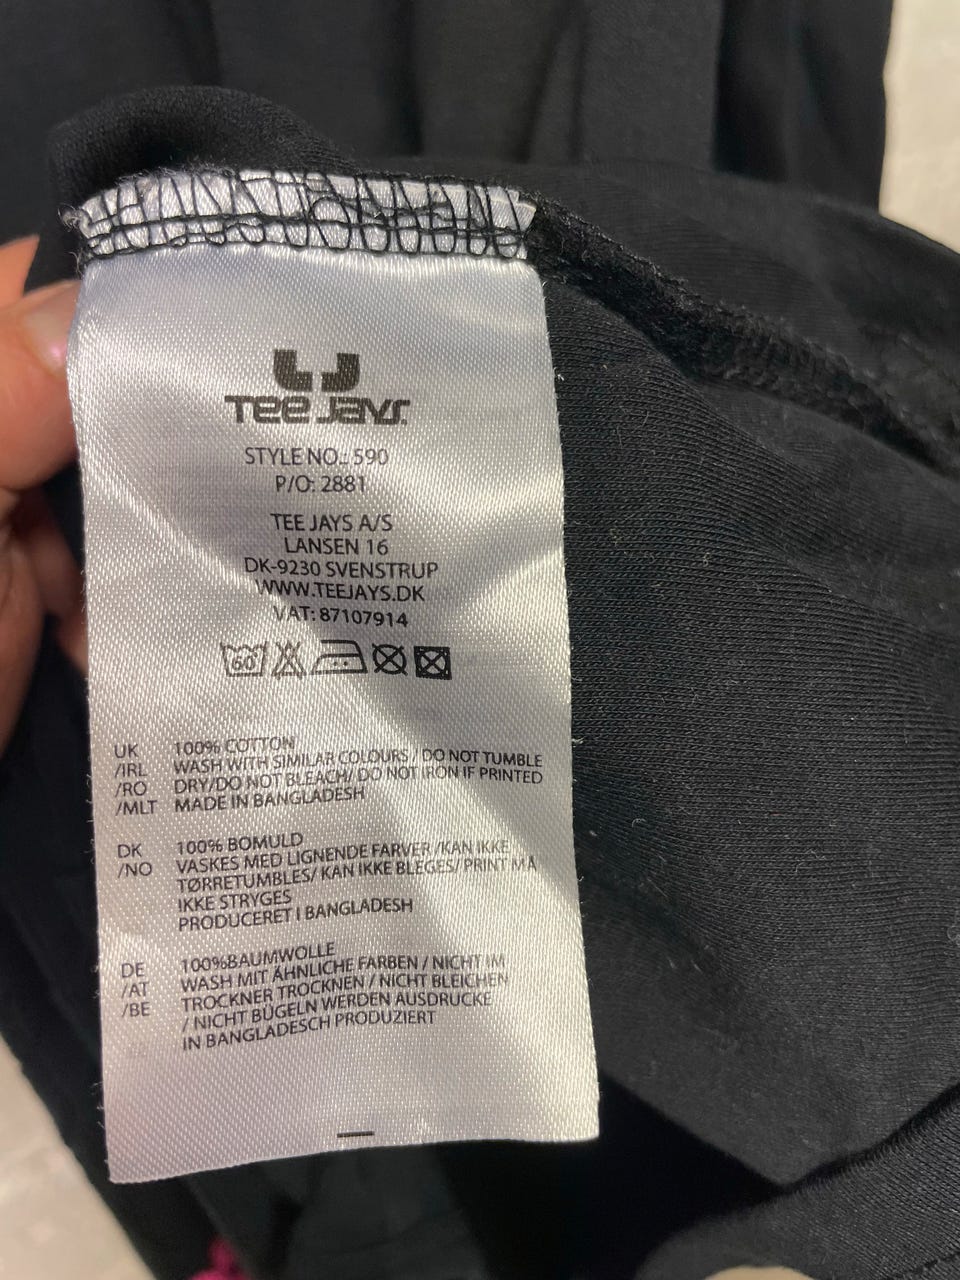 Tee Jays.
STYLE NO.: 590
P/O: 2881
TEE JAYS A/S
LANSEN 16
DK-9230 SVENSTRUP
WWW.TEEJAYS.DK
VAT: 87107914
60°
UK /IRL /RO /MLT
100% COTTON
WASH WITH SIMILAR COLOURS / DO NOT TUMBLE
DRY/DO NOT BLEACH/ DO NOT IRON IF PRINTED
MADE IN BANGLADESH
DK /NO
100% BOMULD
VASKES MED LIGNENDE FARVER /KAN IKKE
TØRRETUMBLES/ KAN IKKE BLEGES/ PRINT MÅ
IKKE STRYGES
PRODUCERET I BANGLADESH
DE /AT /BE
100%BAUMWOLLE
WASH MIT ÄHNLICHE FARBEN / NICHT IM
TROCKNER TROCKNEN / NICHT BLEICHEN
/ NICHT BÜGELN WERDEN AUSDRUCKE
IN BANGLADESCH PRODUZIERT